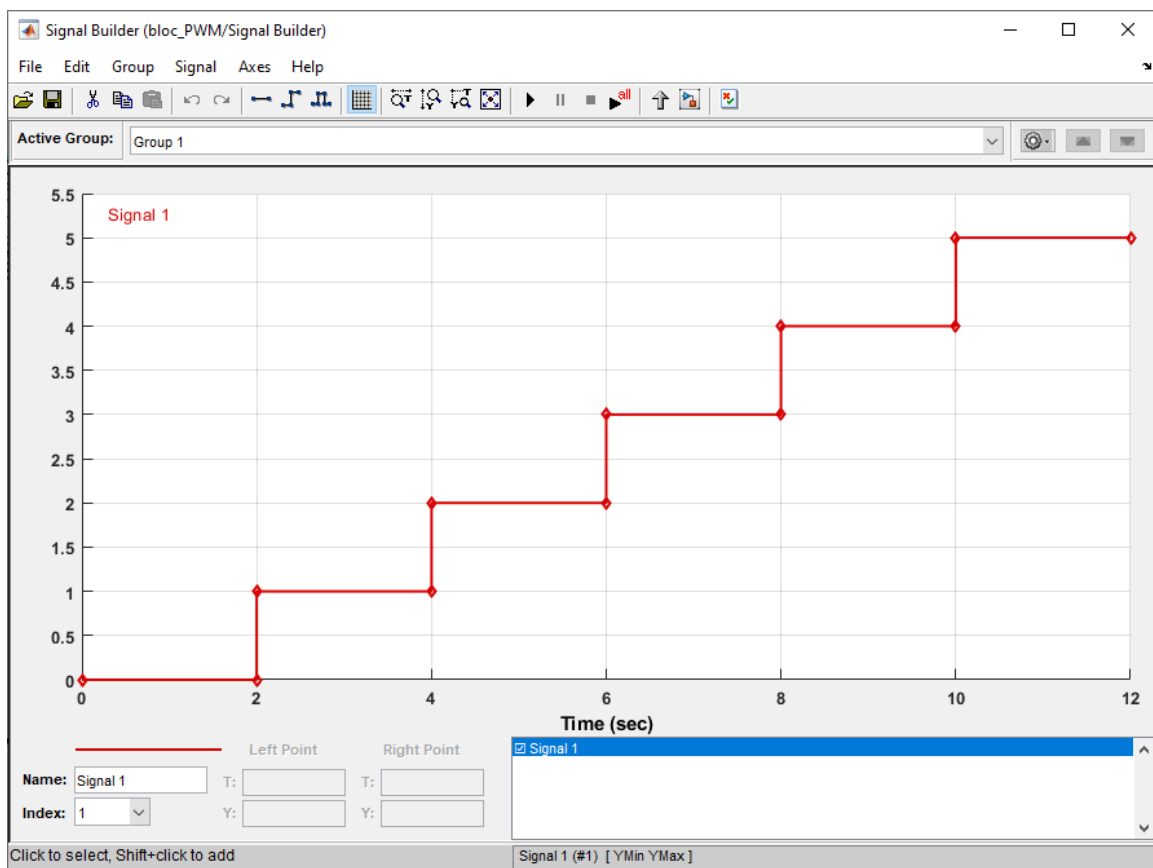 Signal Builder (bloc_PWM/Signal Builder)
File Edit Group Signal Axes Help
all
Active Group: Group 1
5.5
Signal 1
5
4.5
4
3.5
3
2.5
2
1.5
1
0.5
0
0 2 4 6 8 10 12
Time (sec)
Left Point Right Point
Signal 1
Name: Signal 1 T: T:
Index: 1 Y: Y:
Click to select, Shift+click to add
Signal 1 (#1) [ YMin YMax ]